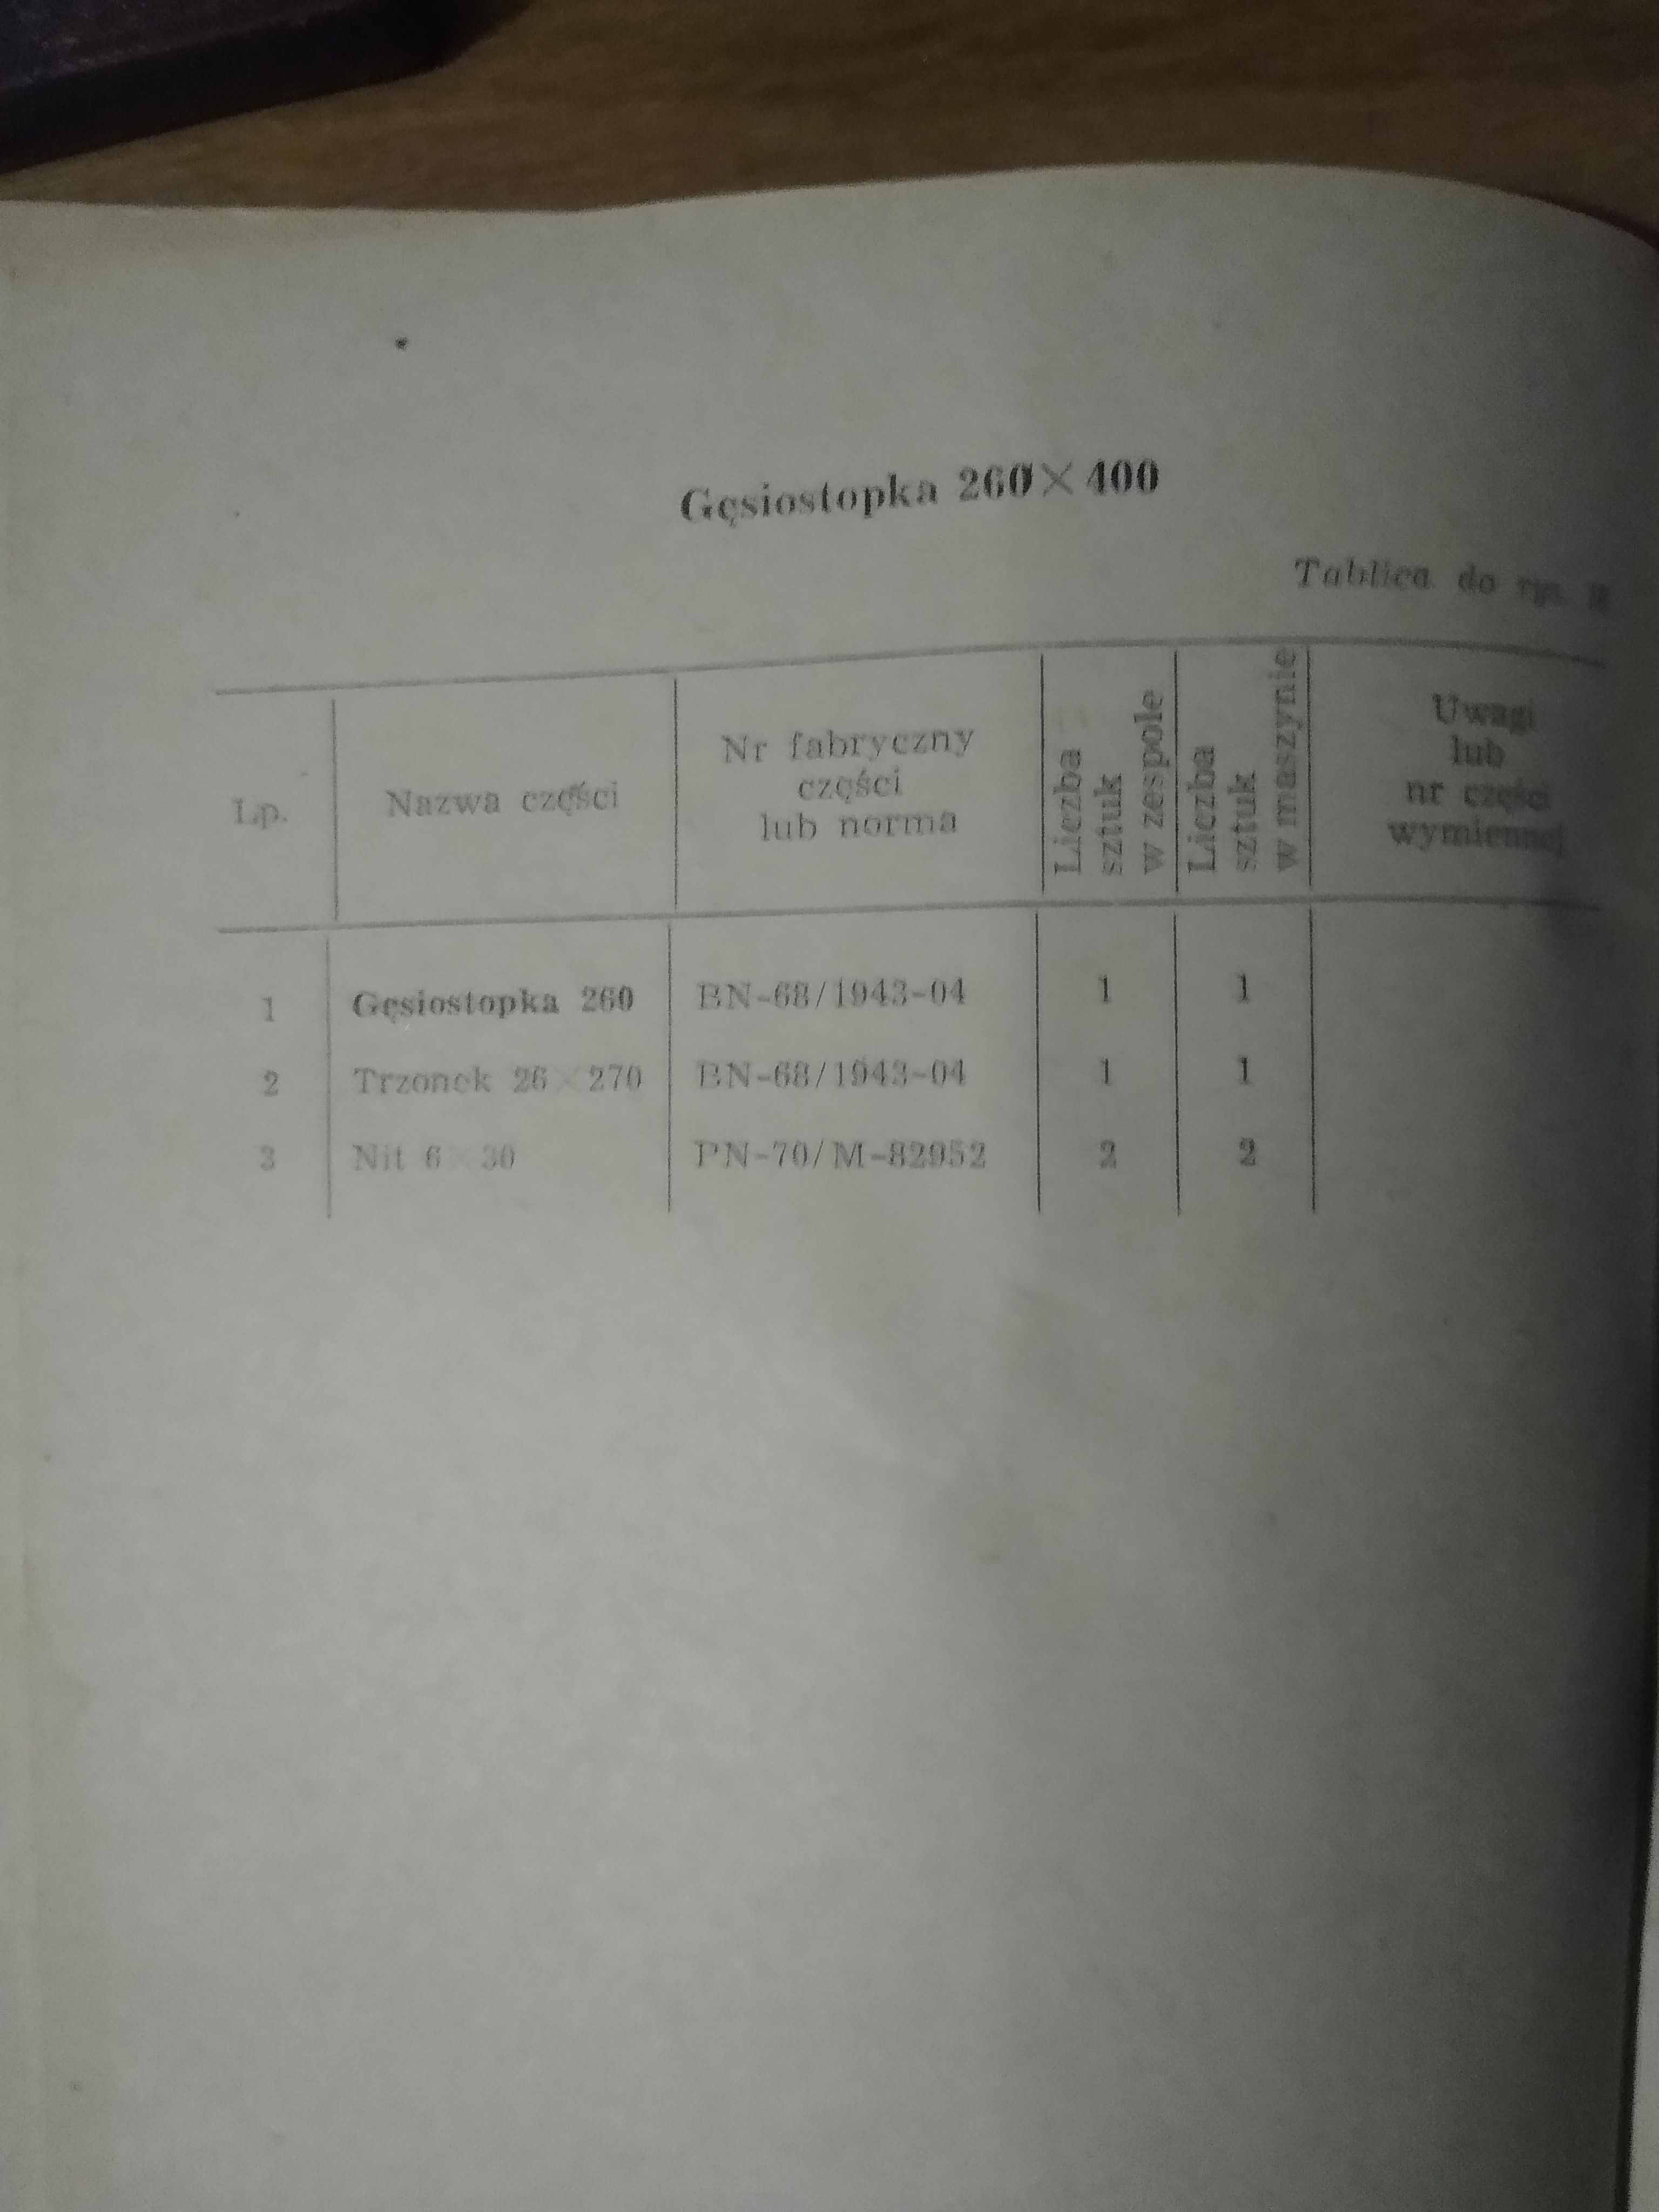 Gęsiostopka 260×400
Tablica do rys.
Lp.
Nazwa części
Nr fabryczny
części
lub norma
Liczba
sztuk
w zespole
Liczba
sztuk
w maszynie
Uwagi
lub
nr części
wymiennej
1 Gęsiostopka 260 BN-68/1943-04 1 1
2 Trzonek 26×270 BN-68/1943-04 1 1
3 Nit 6×30 PN-70/M-82952 2 2